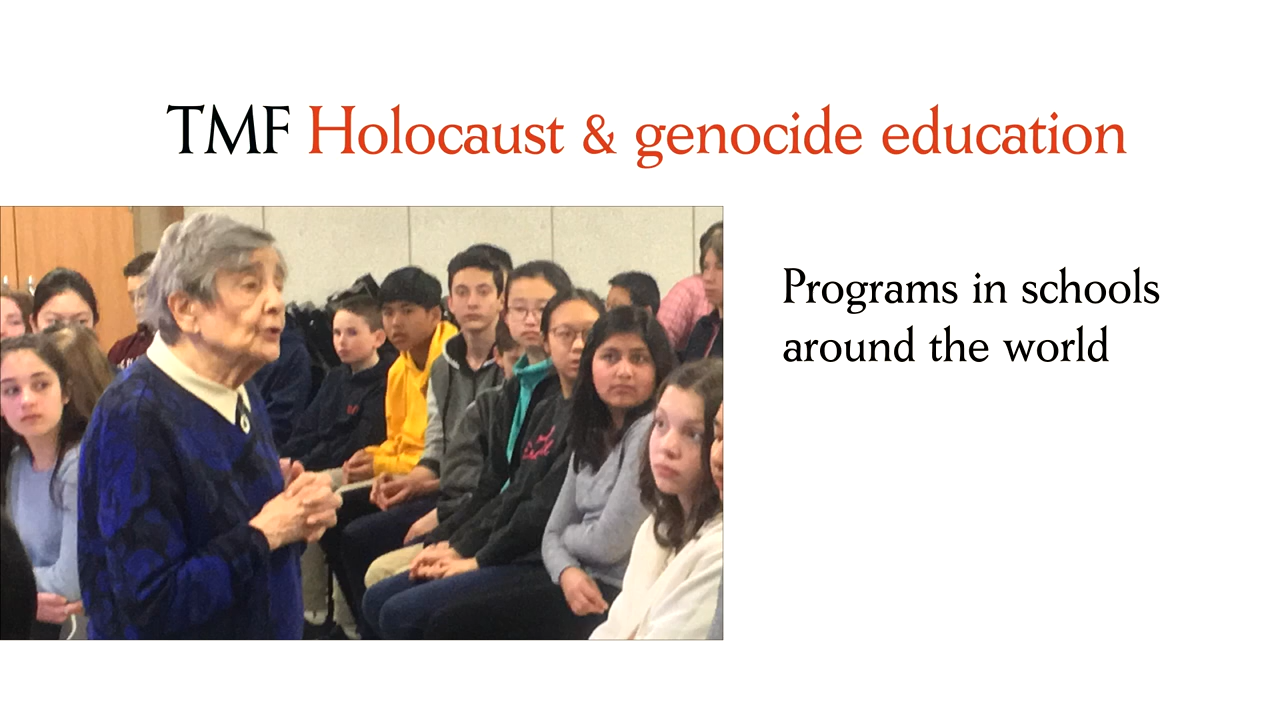 TMF Holocaust & genocide education
Programs in schools
around the world